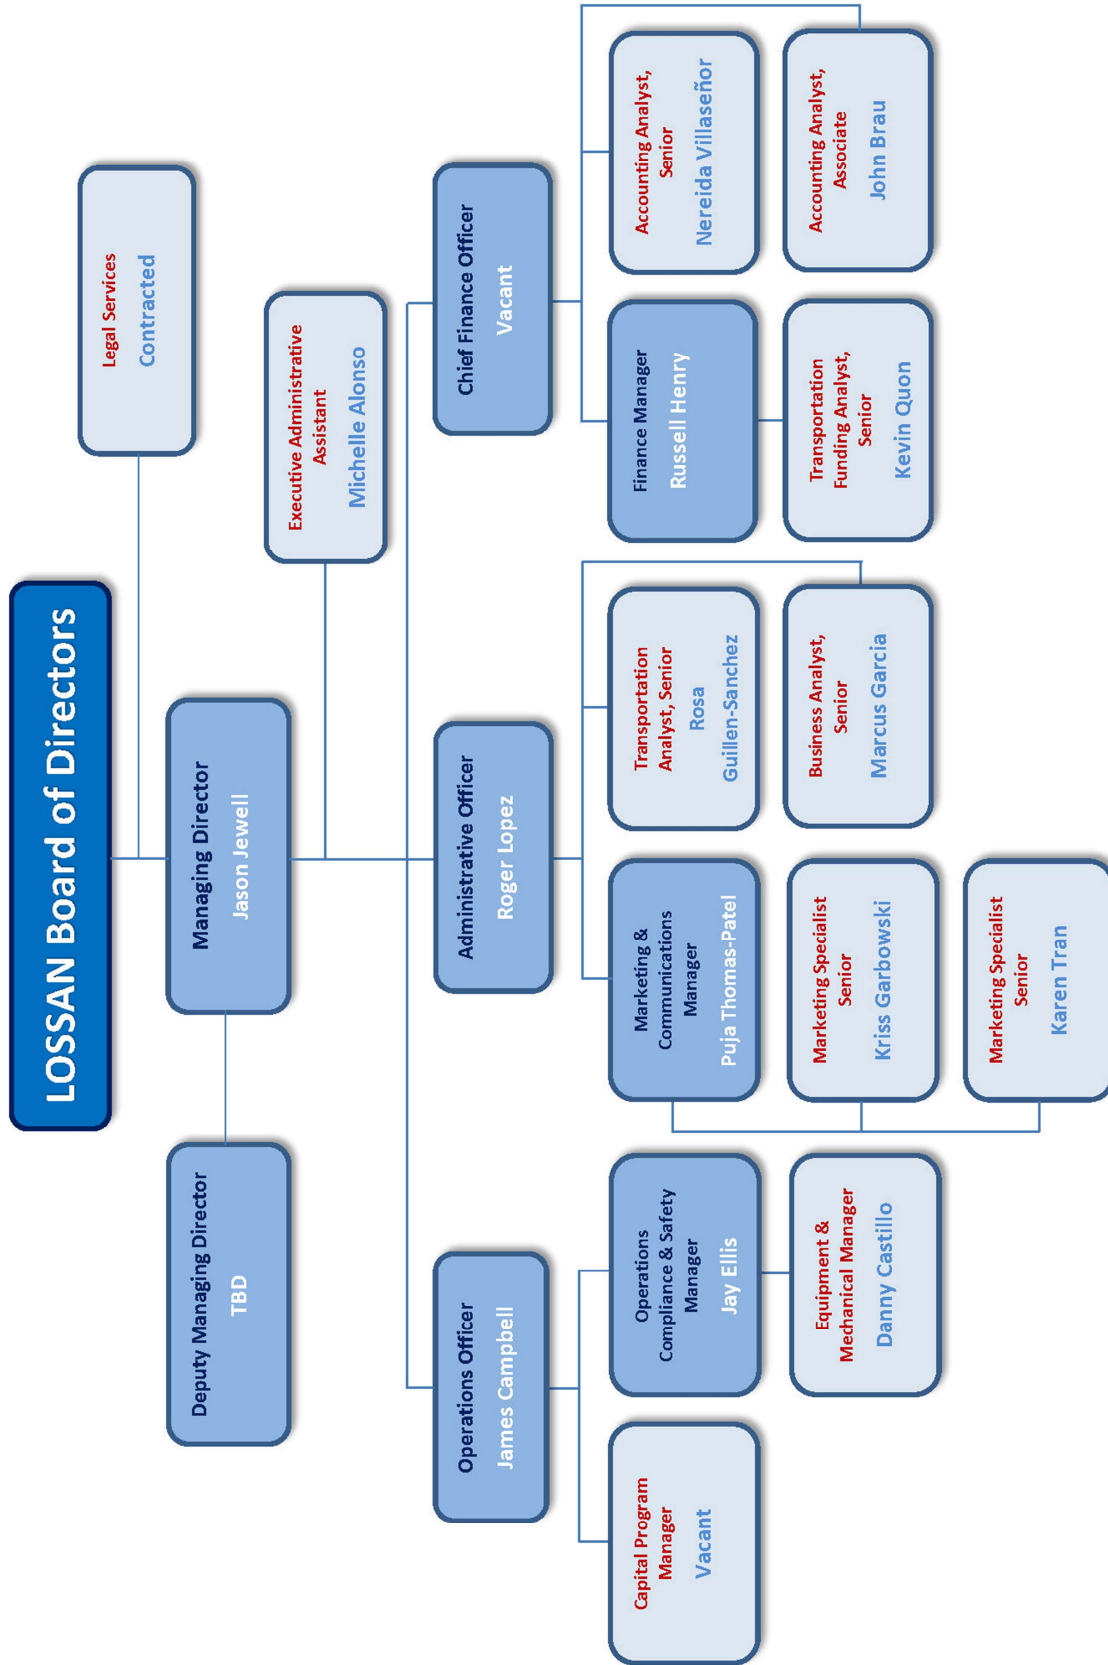 LOSSAN Board of Directors
Legal Services
Contracted
Deputy Managing Director
TBD
Managing Director
Jason Jewell
Executive Administrative
Assistant
Michelle Alonso
Operations Officer
James Campbell
Administrative Officer
Roger Lopez
Chief Finance Officer
Vacant
Capital Program
Manager
Vacant
Operations
Compliance & Safety
Manager
Jay Ellis
Marketing &
Communications
Manager
Puja Thomas-Patel
Transportation
Analyst, Senior
Rosa
Guillen-Sanchez
Finance Manager
Russell Henry
Accounting Analyst,
Senior
Nereida Villaseñor
Equipment &
Mechanical Manager
Danny Castillo
Marketing Specialist
Senior
Kriss Garbowski
Business Analyst,
Senior
Marcus Garcia
Transportation
Funding Analyst,
Senior
Kevin Quon
Accounting Analyst,
Associate
John Brau
Marketing Specialist
Senior
Karen Tran